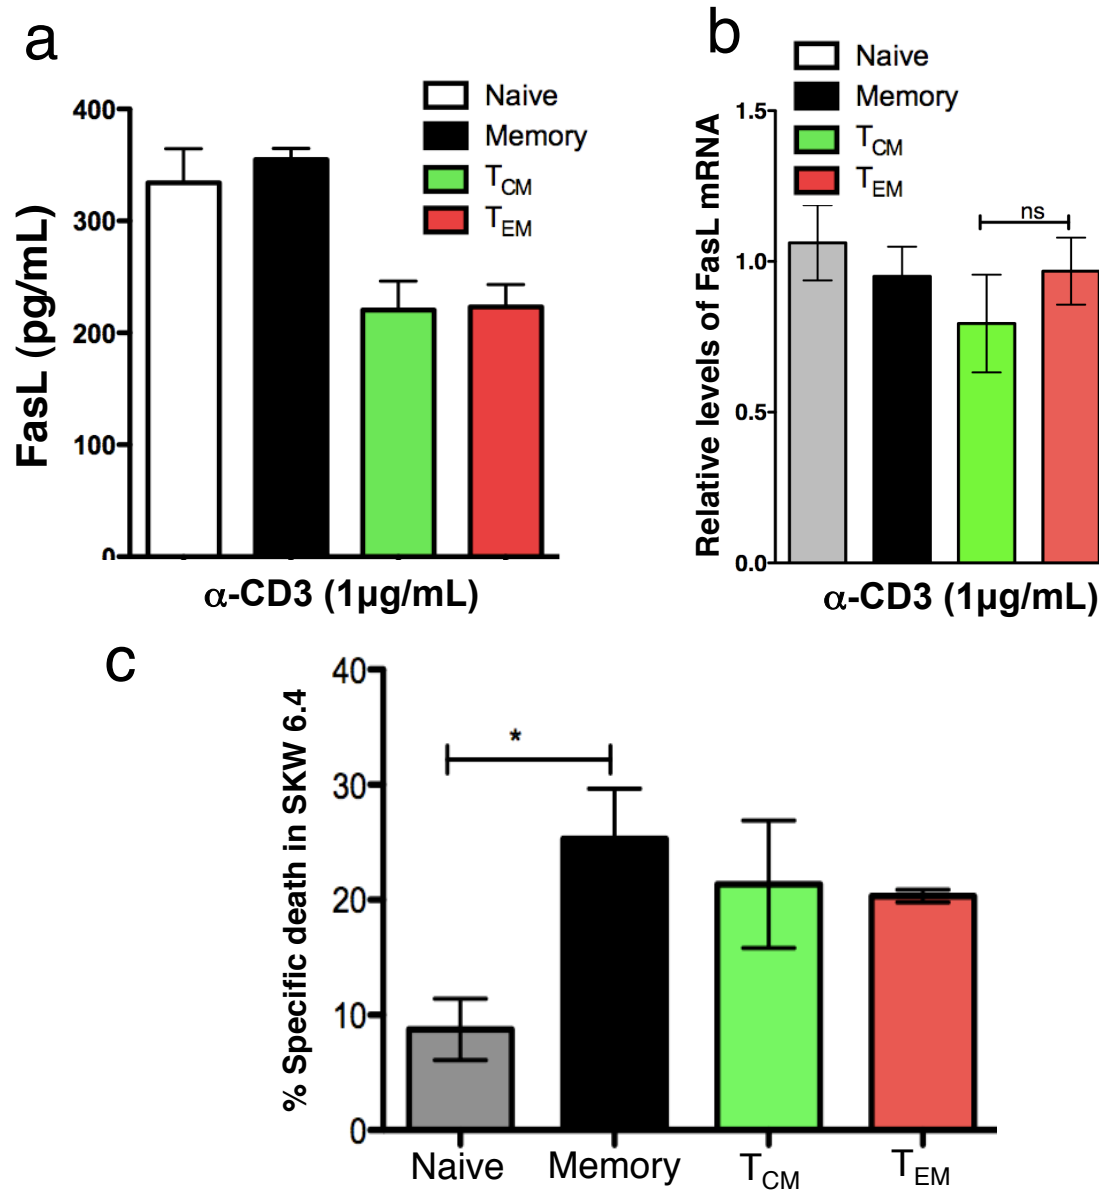 a
400
300
200
100
0
FasL (pg/mL)
Naive
Memory
TCM
TEM
α-CD3 (1µg/mL)
b
Naive
Memory
TCM
TEM
1.5
1.0
0.5
0.0
Relative levels of FasL mRNA
ns
α-CD3 (1µg/mL)
c
40
30
20
10
0
% Specific death in SKW 6.4
*
Naive Memory TCM TEM